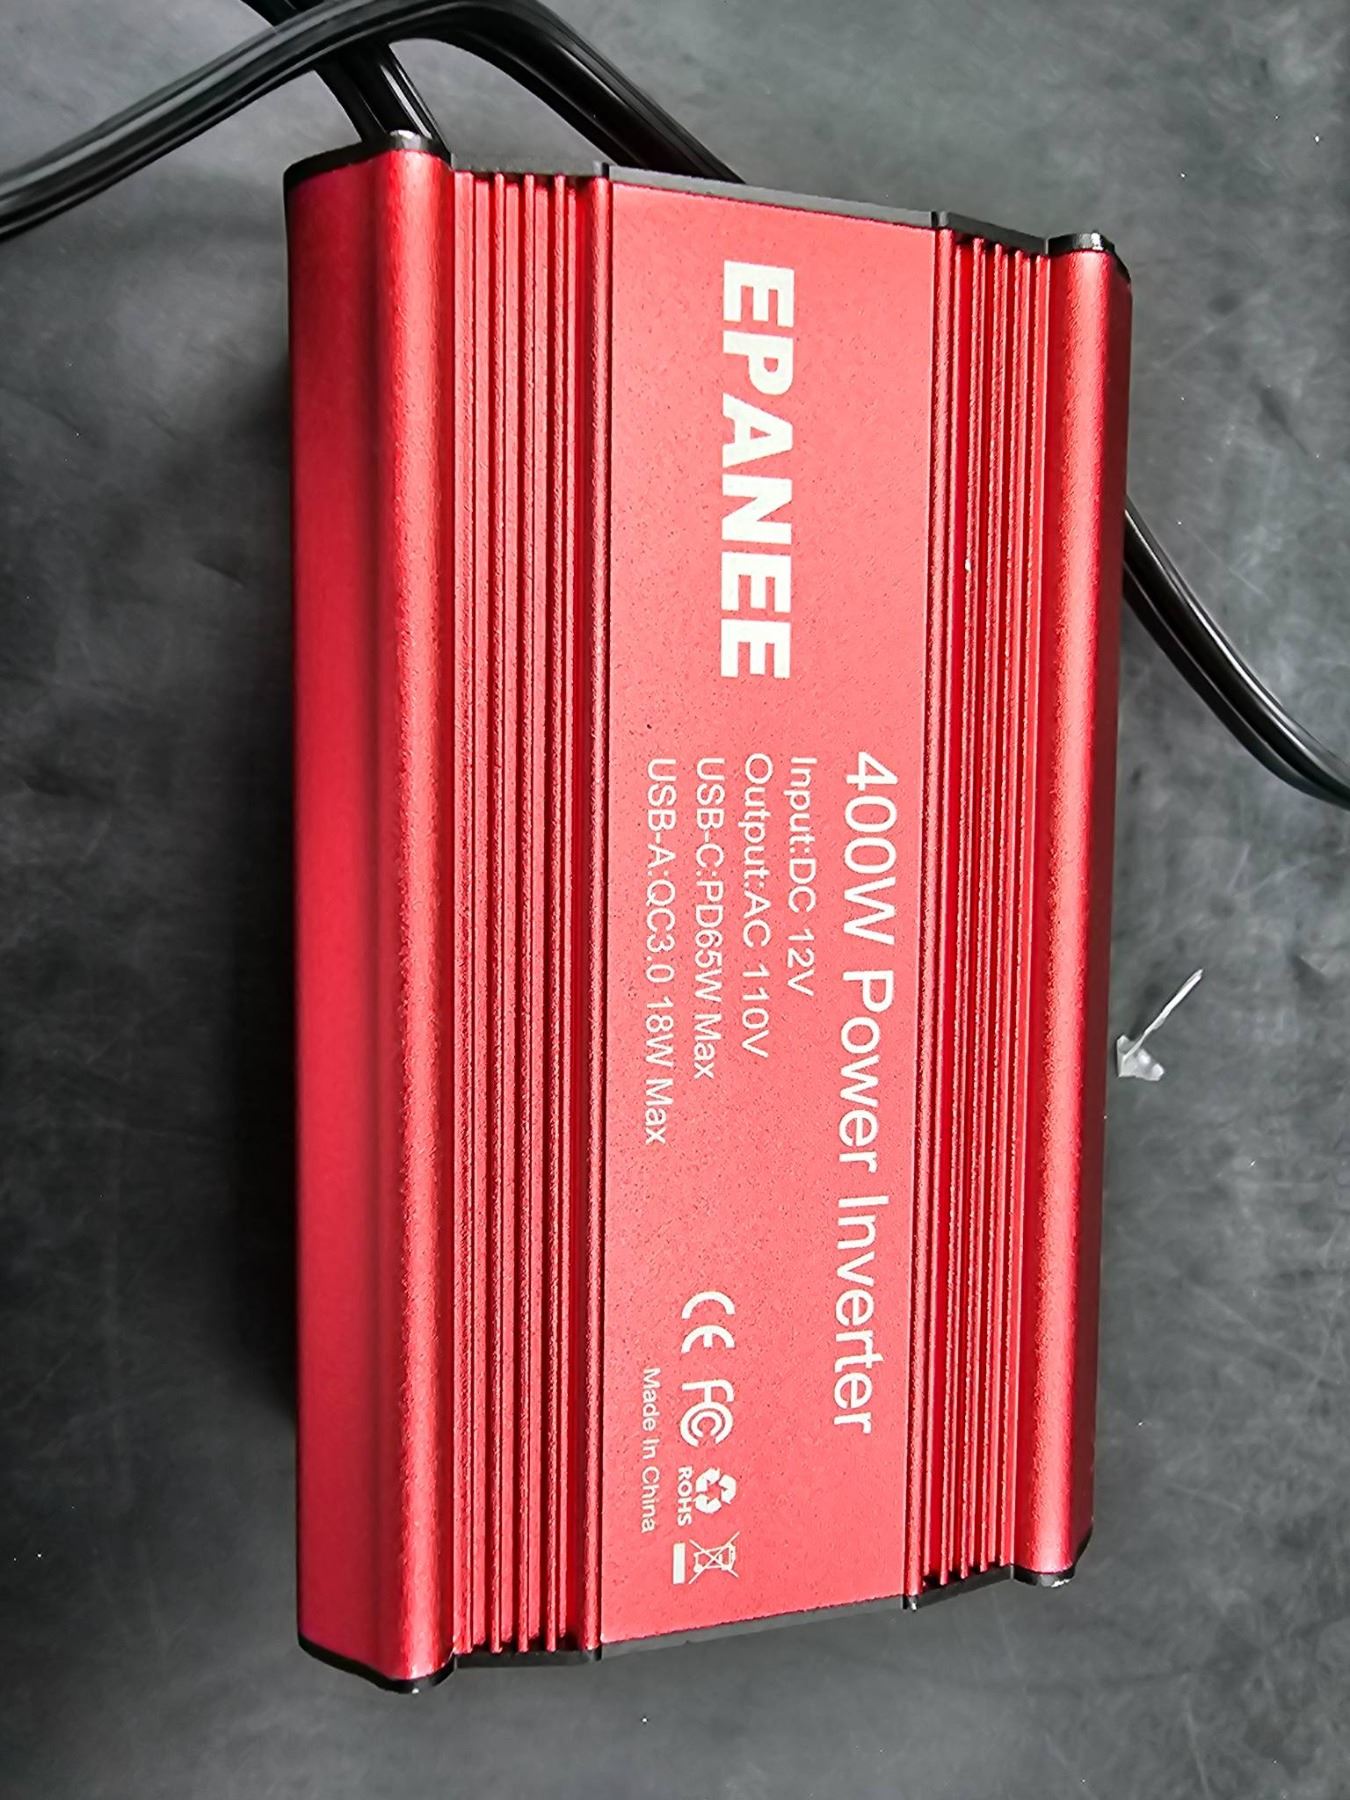 EPANEE
400W Power Inverter
Input:DC 12V
Output:AC 110V
USB-C:PD65W Max
USB-A:QC3.0 18W Max
CE FC ROHS
Made In China